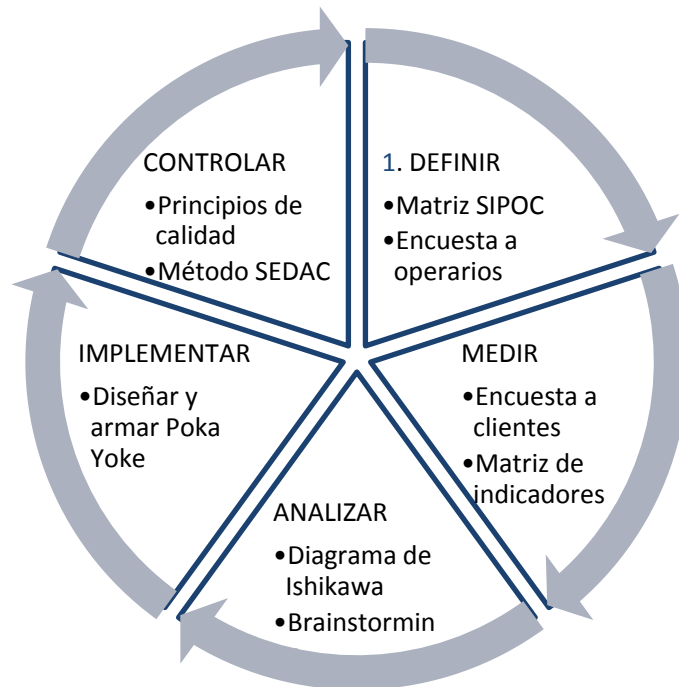 1. DEFINIR
•Matriz SIPOC
•Encuesta a
operarios
MEDIR
•Encuesta a
clientes
•Matriz de
indicadores
ANALIZAR
•Diagrama de
Ishikawa
•Brainstormin
IMPLEMENTAR
•Diseñar y
armar Poka
Yoke
CONTROLAR
•Principios de
calidad
•Método SEDAC